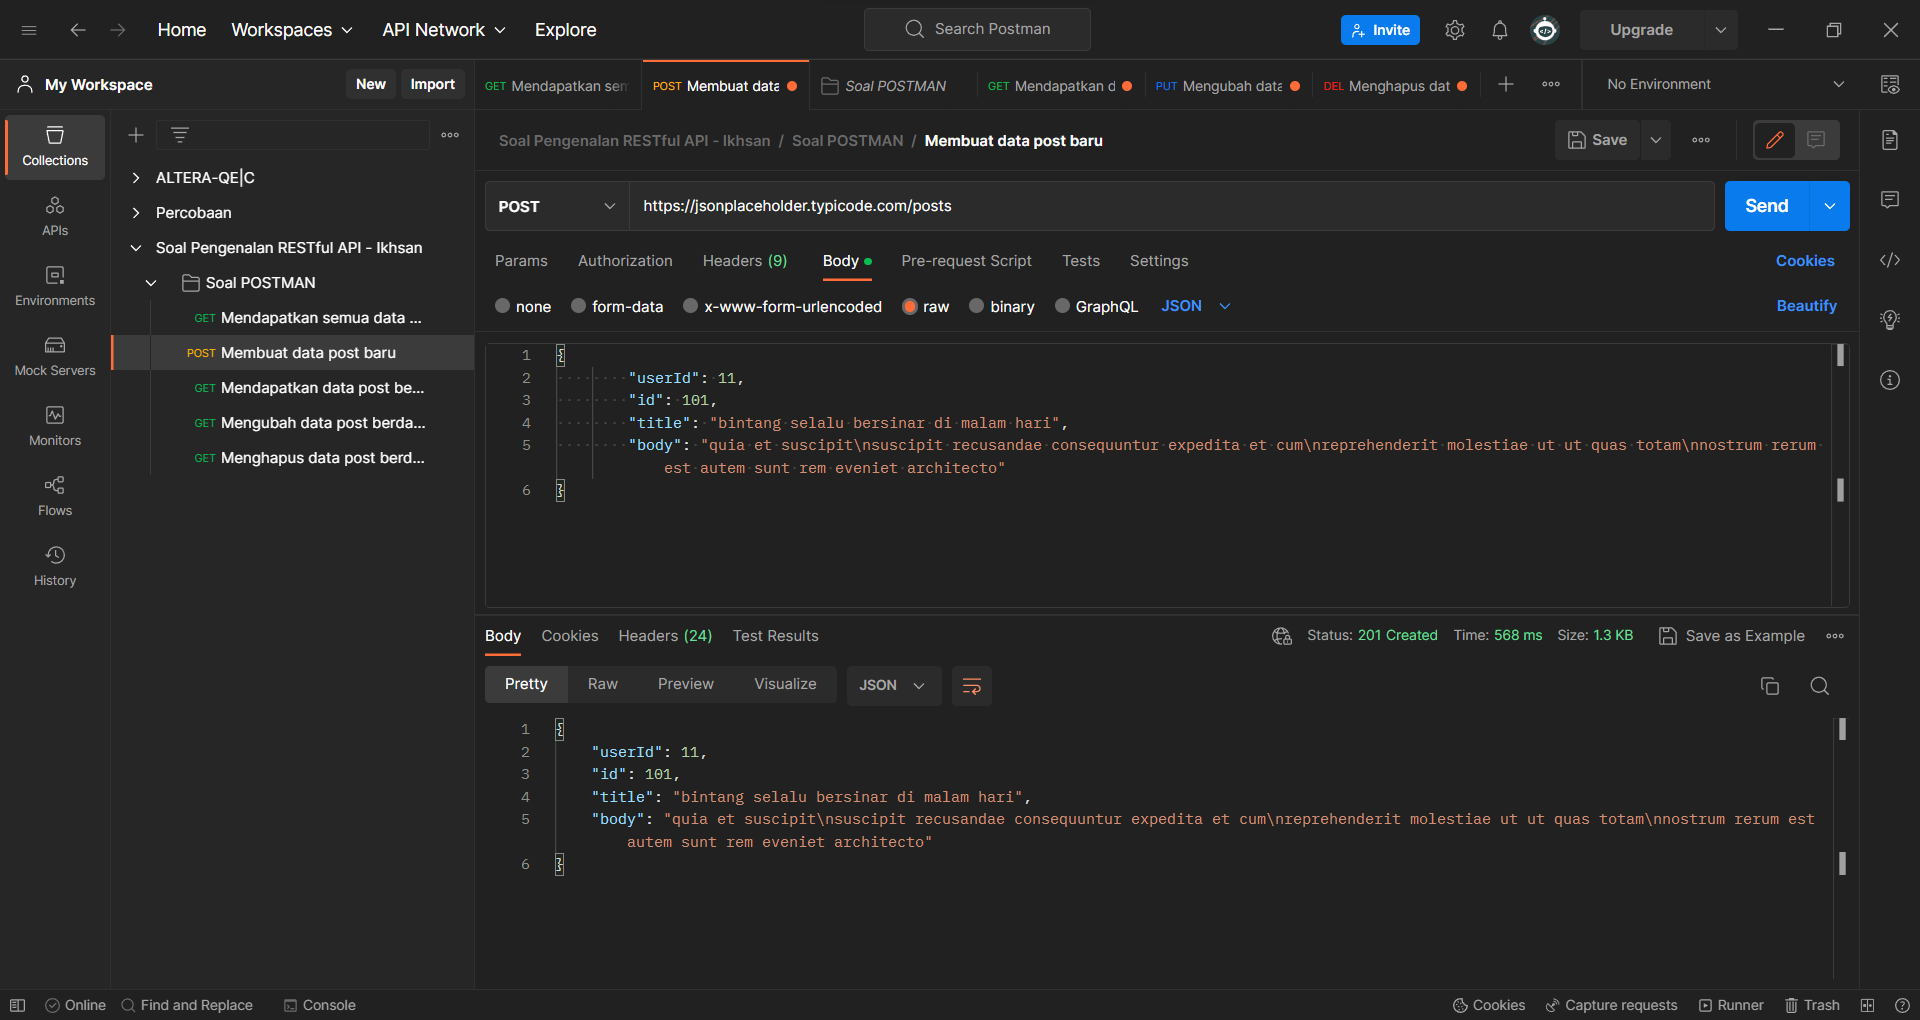 Home Workspaces API Network Explore Search Postman Invite Upgrade
My Workspace New Import GET Mendapatkan sem POST Membuat data GET Soal POSTMAN GET Mendapatkan d PUT Mengubah data DEL Menghapus dat No Environment
Soal Pengenalan RESTful API - Ikhsan / Soal POSTMAN / Membuat data post baru Save
Collections
APIs
Environments
Mock Servers
Monitors
Flows
History
ALTERA-QE|C
Percobaan
Soal Pengenalan RESTful API - Ikhsan
Soal POSTMAN
GET Mendapatkan semua data ...
POST Membuat data post baru
GET Mendapatkan data post be...
GET Mengubah data post berda...
GET Menghapus data post berd...
POST https://jsonplaceholder.typicode.com/posts Send
Params Authorization Headers (9) Body Pre-request Script Tests Settings Cookies
none form-data x-www-form-urlencoded raw binary GraphQL JSON Beautify
1 {
2 "userId": 11,
3 "id": 101,
4 "title": "bintang selalu bersinar di malam hari",
5 "body": "quia et suscipit\nsuscipit recusandae consequuntur expedita et cum\nreprehenderit molestiae ut ut quas totam\nnostrum rerum
est autem sunt rem eveniet architecto"
6 }
Body Cookies Headers (24) Test Results Status: 201 Created Time: 568 ms Size: 1.3 KB Save as Example
Pretty Raw Preview Visualize JSON
1 {
2 "userId": 11,
3 "id": 101,
4 "title": "bintang selalu bersinar di malam hari",
5 "body": "quia et suscipit\nsuscipit recusandae consequuntur expedita et cum\nreprehenderit molestiae ut ut quas totam\nnostrum rerum est
autem sunt rem eveniet architecto"
6 }
Online Find and Replace Console Cookies Capture requests Runner Trash